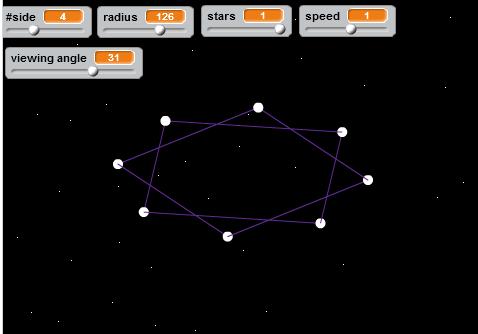 #side 4 radius 126 stars 1 speed 1
viewing angle 31